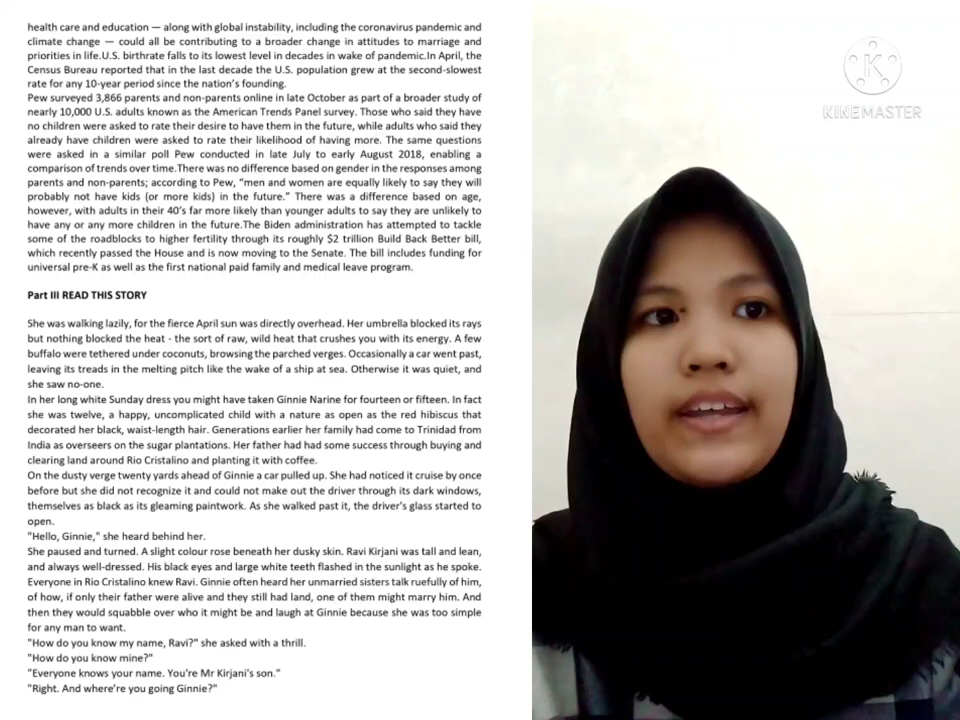 health care and education — along with global instability, including the coronavirus pandemic and
climate change — could all be contributing to a broader change in attitudes to marriage and
priorities in life.U.S. birthrate falls to its lowest level in decades in wake of pandemic.In April, the
Census Bureau reported that in the last decade the U.S. population grew at the second-slowest
rate for any 10-year period since the nation's founding.
Pew surveyed 3,866 parents and non-parents online in late October as part of a broader study of
nearly 10,000 U.S. adults known as the American Trends Panel survey. Those who said they have
no children were asked to rate their desire to have them in the future, while adults who said they
already have children were asked to rate their likelihood of having more. The same questions
were asked in a similar poll Pew conducted in late July to early August 2018, enabling a
comparison of trends over time.There was no difference based on gender in the responses among
parents and non-parents; according to Pew, “men and women are equally likely to say they will
probably not have kids (or more kids) in the future.” There was a difference based on age,
however, with adults in their 40’s far more likely than younger adults to say they are unlikely to
have any or any more children in the future.The Biden administration has attempted to tackle
some of the roadblocks to higher fertility through its roughly $2 trillion Build Back Better bill,
which recently passed the House and is now moving to the Senate. The bill includes funding for
universal pre-K as well as the first national paid family and medical leave program.
Part III READ THIS STORY
She was walking lazily, for the fierce April sun was directly overhead. Her umbrella blocked its rays
but nothing blocked the heat - the sort of raw, wild heat that crushes you with its energy. A few
buffalo were tethered under coconuts, browsing the parched verges. Occasionally a car went past,
leaving its treads in the melting pitch like the wake of a ship at sea. Otherwise it was quiet, and
she saw no-one.
In her long white Sunday dress you might have taken Ginnie Narine for fourteen or fifteen. In fact
she was twelve, a happy, uncomplicated child with a nature as open as the red hibiscus that
decorated her black, waist-length hair. Generations earlier her family had come to Trinidad from
India as overseers on the sugar plantations. Her father had had some success through buying and
clearing land around Rio Cristalino and planting it with coffee.
On the dusty verge twenty yards ahead of Ginnie a car pulled up. She had noticed it cruise by once
before but she did not recognize it and could not make out the driver through its dark windows,
themselves as black as its gleaming paintwork. As she walked past it, the driver's glass started to
open.
"Hello, Ginnie," she heard behind her.
She paused and turned. A slight colour rose beneath her dusky skin. Ravi Kirjani was tall and lean,
and always well-dressed. His black eyes and large white teeth flashed in the sunlight as he spoke.
Everyone in Rio Cristalino knew Ravi. Ginnie often heard her unmarried sisters talk ruefully of him,
of how, if only their father were alive and they still had land, one of them might marry him. And
then they would squabble over who it might be and laugh at Ginnie because she was too simple
for any man to want.
"How do you know my name, Ravi?" she asked with a thrill.
"How do you know mine?"
"Everyone knows your name. You're Mr Kirjani's son."
"Right. And where're you going Ginnie?"
K
KINEMASTER